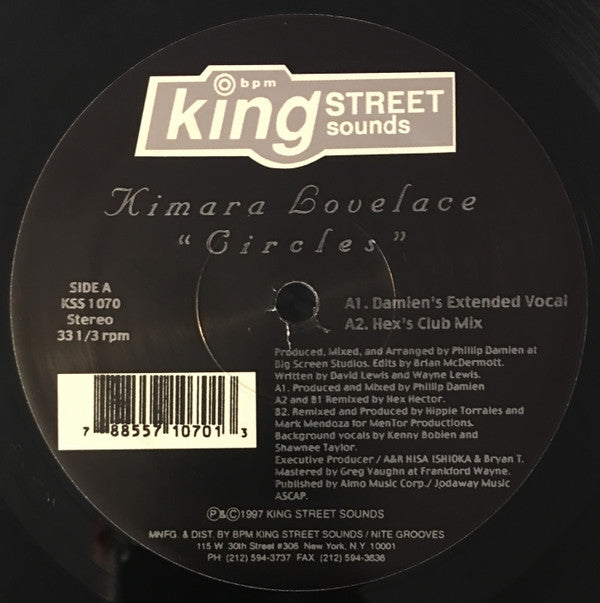 bpm
king STREET
sounds
Kimara Lovelace
"Circles"
SIDE A
KSS 1070
Stereo
33 1/3 rpm
A1. Damien's Extended Vocal
A2. Hex's Club Mix
Produced, Mixed, and Arranged by Phillip Damien at
Big Screen Studios. Edits by Brian McDermott.
Written by David Lewis and Wayne Lewis.
A1. Produced and Mixed by Phillip Damien
A2 and B1 Remixed by Hex Hector.
B2. Remixed and Produced by Hippie Torrales and
Mark Mendoza for MenTor Productions.
Background vocals by Kenny Bobien and
Shawnee Taylor.
Executive Producer / A&R HISA ISHIOKA & Bryan T.
Mastered by Greg Vaughn at Frankford Wayne.
Published by Almo Music Corp./ Jodaway Music
ASCAP.
7 88557 10701 3
℗&©1997 KING STREET SOUNDS
MNFG. & DIST. BY BPM KING STREET SOUNDS / NITE GROOVES
115 W. 30th Street #306 New York, N.Y 10001
PH: (212) 594-3737 FAX (212) 594-3636